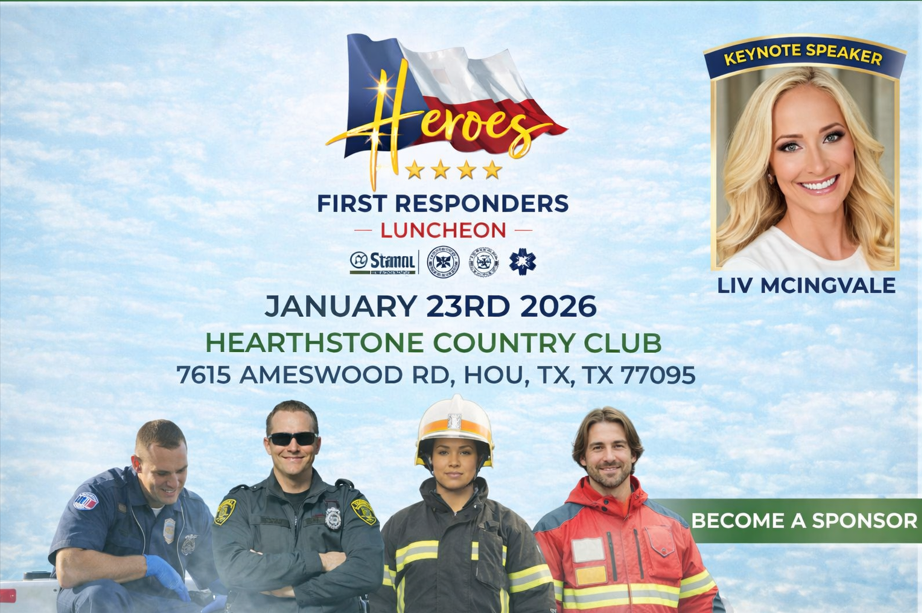 KEYNOTE SPEAKER
Heroes
FIRST RESPONDERS
LUNCHEON
LIV MCINGVALE
JANUARY 23RD 2026
HEARTHSTONE COUNTRY CLUB
7615 AMESWOOD RD, HOU, TX, TX 77095
BECOME A SPONSOR